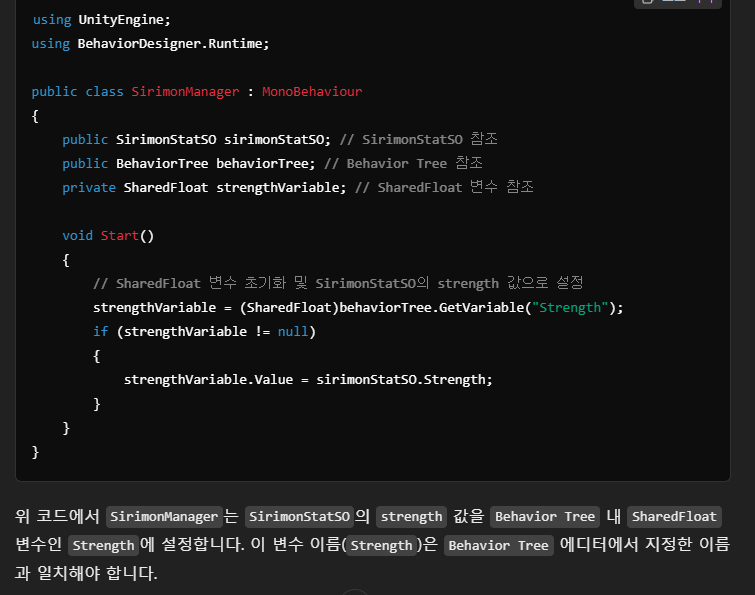 using UnityEngine;
using BehaviorDesigner.Runtime;
public class SirimonManager : MonoBehaviour
{
    public SirimonStatSO sirimonStatSO; // SirimonStatSO 참조
    public BehaviorTree behaviorTree; // Behavior Tree 참조
    private SharedFloat strengthVariable; // SharedFloat 변수 참조
    void Start()
    {
        // SharedFloat 변수 초기화 및 SirimonStatSO의 strength 값으로 설정
        strengthVariable = (SharedFloat)behaviorTree.GetVariable("Strength");
        if (strengthVariable != null)
        {
            strengthVariable.Value = sirimonStatSO.Strength;
        }
    }
}
위 코드에서 SirimonManager는 SirimonStatSO의 strength 값을 Behavior Tree 내 SharedFloat
변수인 Strength에 설정합니다. 이 변수 이름(Strength)은 Behavior Tree 에디터에서 지정한 이름
과 일치해야 합니다.